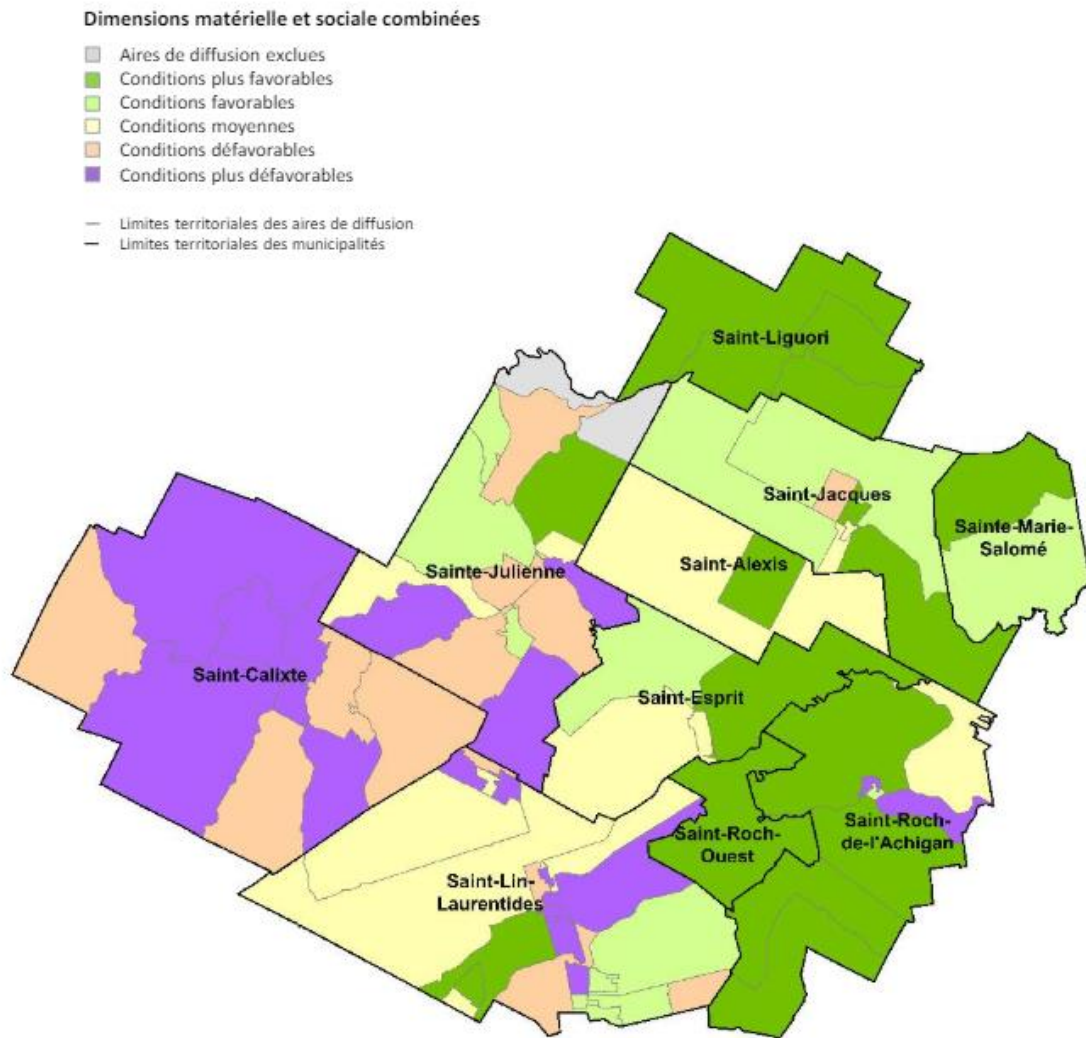 Dimensions matérielle et sociale combinées
Aires de diffusion exclues
Conditions plus favorables
Conditions favorables
Conditions moyennes
Conditions défavorables
Conditions plus défavorables
Limites territoriales des aires de diffusion
Limites territoriales des municipalités
Saint-Liguori
Saint-Jacques
Sainte-Marie-
Salomé
Saint-Alexis
Sainte-Julienne
Saint-Calixte
Saint-Esprit
Saint-Roch-
Ouest
Saint-Roch-
de-l'Achigan
Saint-Lin-
Laurentides